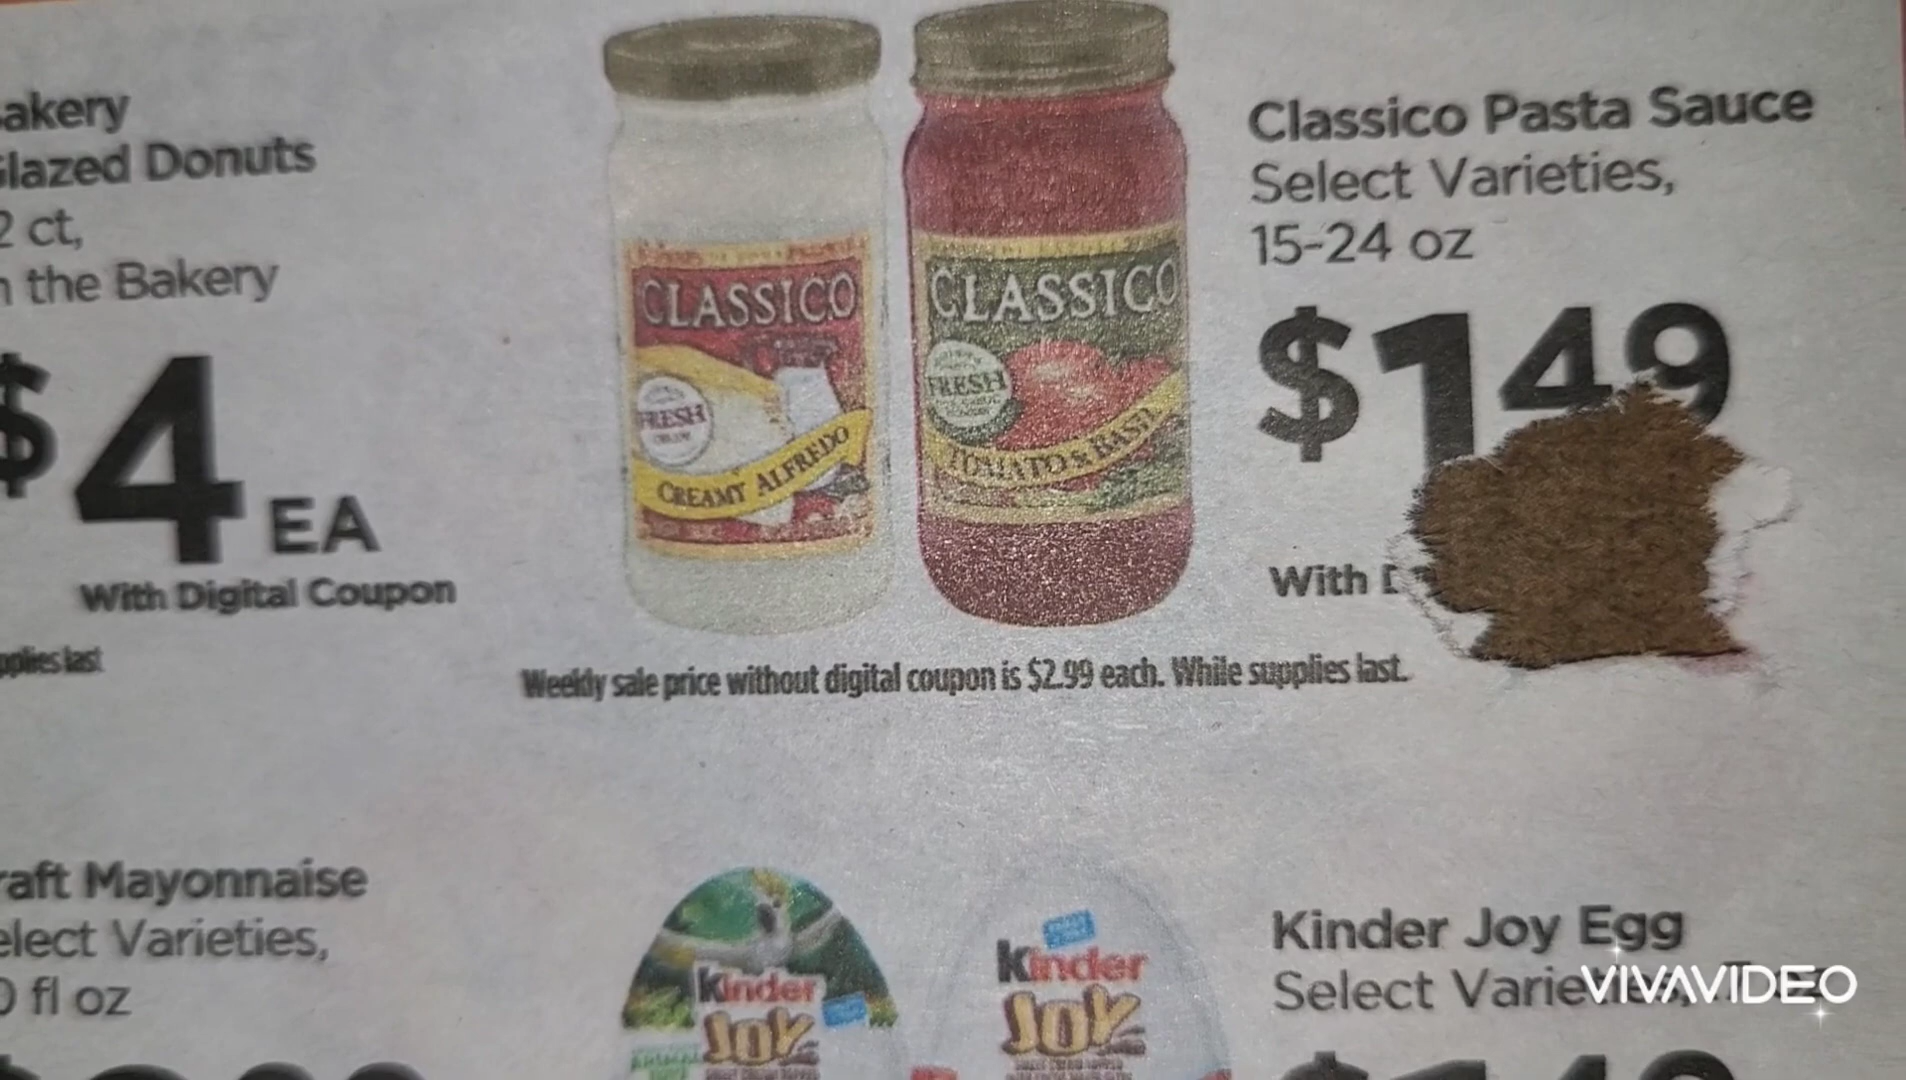 akery
lazed Donuts
2 ct,
the Bakery
$4 EA
With Digital Coupon
last
CLASSICO
FRESH
CREAMY ALFREDO
CLASSICO
FRESH
TOMATO & BASIL
Classico Pasta Sauce
Select Varieties,
15-24 oz
$149
With D
Weekly sale price without digital coupon is $2.99 each. While supplies last.
raft Mayonnaise
elect Varieties,
0 fl oz
Kinder
JOY
Kinder
JOY
Kinder Joy Egg
Select Varieties,
VIVAVIDEO